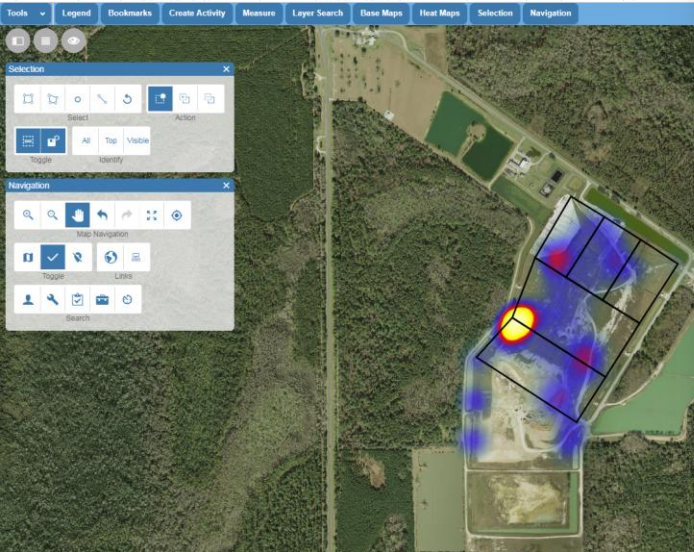 Tools Legend Bookmarks Create Activity Measure Layer Search Base Maps Heat Maps Selection Navigation
Selection
Select Action
All Top Visible
Toggle Identify
Navigation
Map Navigation
Toggle Links
Search